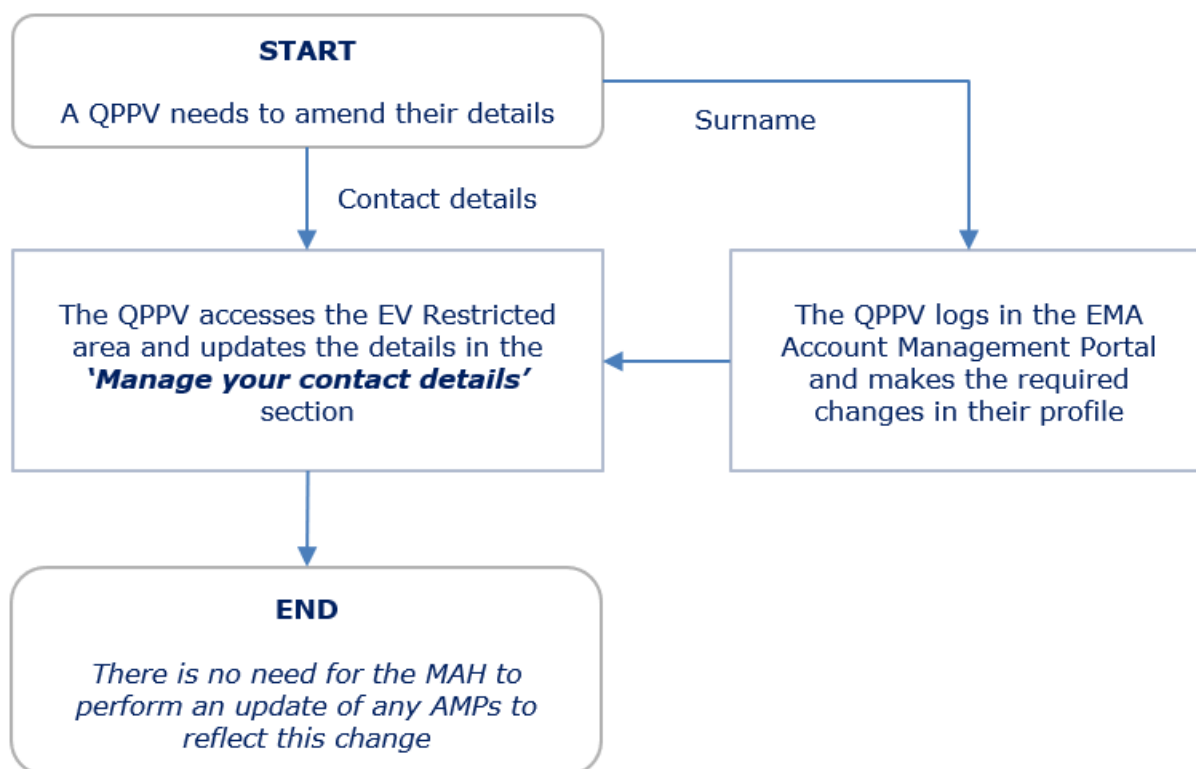 START
A QPPV needs to amend their details
Surname
Contact details
The QPPV accesses the EV Restricted
area and updates the details in the
‘Manage your contact details’
section
The QPPV logs in the EMA
Account Management Portal
and makes the required
changes in their profile
END
There is no need for the MAH to
perform an update of any AMPs to
reflect this change